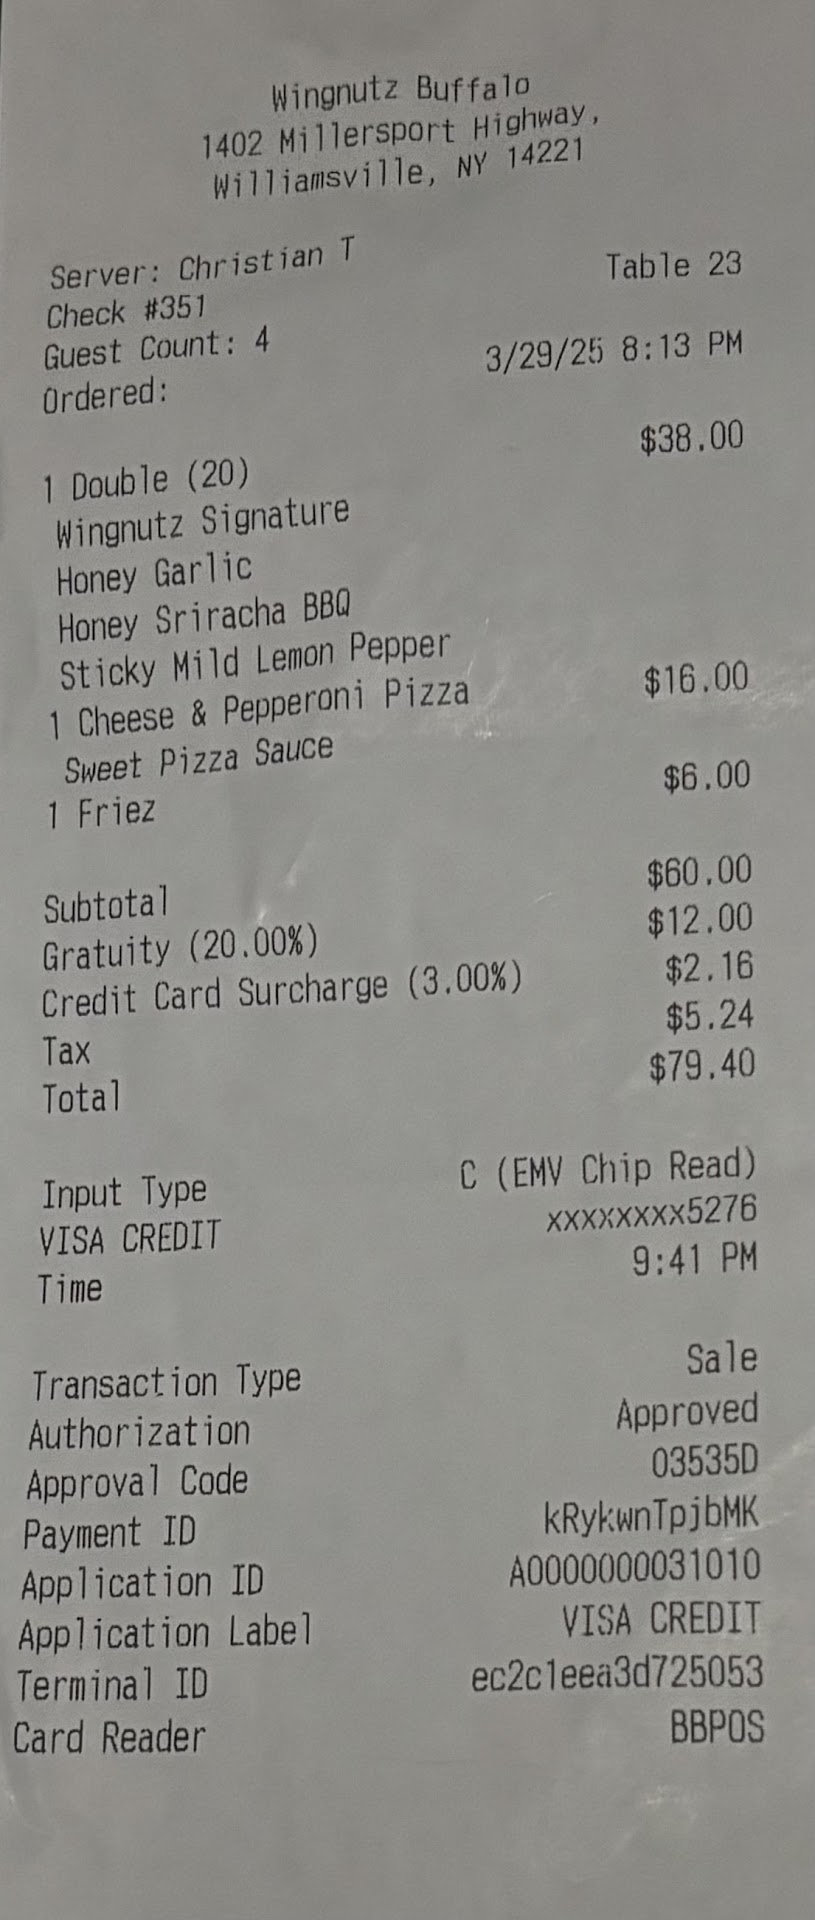 Wingnutz Buffalo
1402 Millersport Highway,
Williamsville, NY 14221
Server: Christian T
Table 23
Check #351
Guest Count: 4
3/29/25 8:13 PM
Ordered:
1 Double (20) $38.00
Wingnutz Signature
Honey Garlic
Honey Sriracha BBQ
Sticky Mild Lemon Pepper
1 Cheese & Pepperoni Pizza $16.00
Sweet Pizza Sauce
1 Friez $6.00
Subtotal $60.00
Gratuity (20.00%) $12.00
Credit Card Surcharge (3.00%) $2.16
Tax $5.24
Total $79.40
Input Type C (EMV Chip Read)
VISA CREDIT xxxxxxxx5276
Time 9:41 PM
Transaction Type Sale
Authorization Approved
Approval Code 03535D
Payment ID kRykwnTpjbMK
Application ID A0000000031010
Application Label VISA CREDIT
Terminal ID ec2c1eea3d725053
Card Reader BBPOS